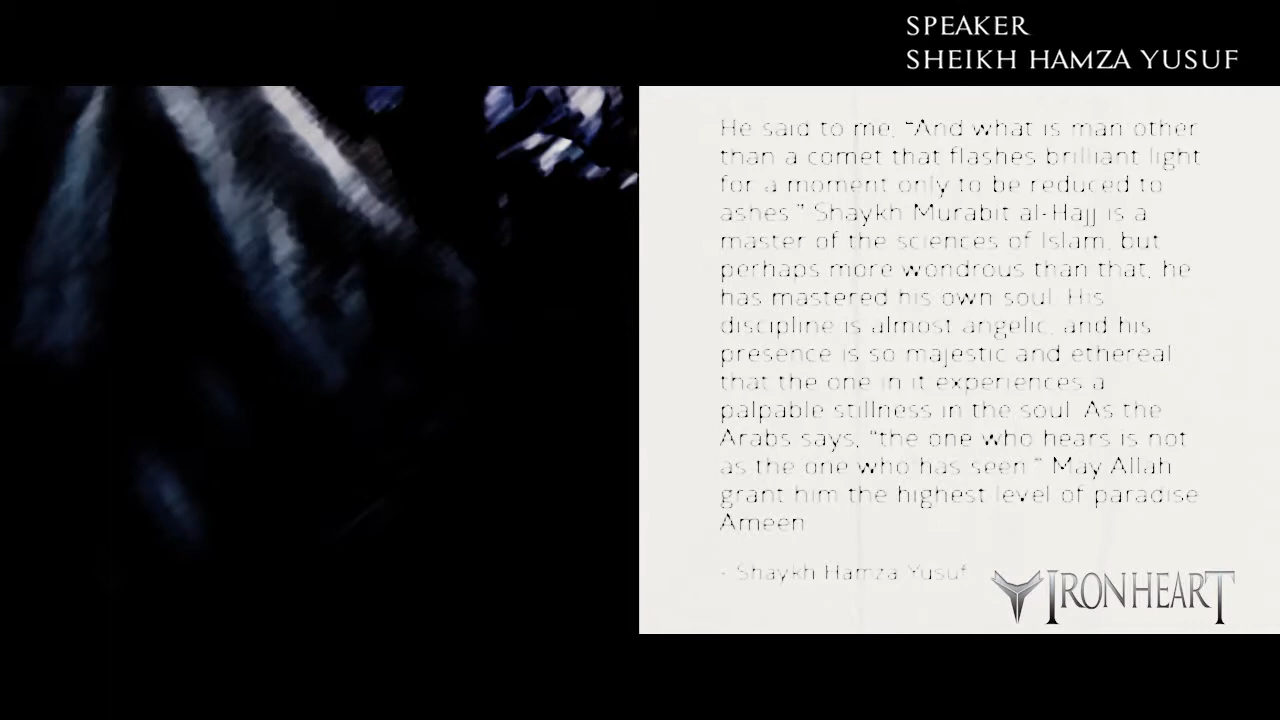 SPEAKER
SHEIKH HAMZA YUSUF
He said to me, "And what is man other
than a comet that flashes brilliant light
for a moment only to be reduced to
ashes." Shaykh Murabit al-Hajj is a
master of the sciences of Islam, but
perhaps more wondrous than that, he
has mastered his own soul. His
discipline is almost angelic, and his
presence is so majestic and ethereal
that the one in it experiences a
palpable stillness in the soul. As the
Arabs says, "the one who hears is not
as the one who has seen." May Allah
grant him the highest level of paradise
Ameen
- Shaykh Hamza Yusuf
IRONHEART